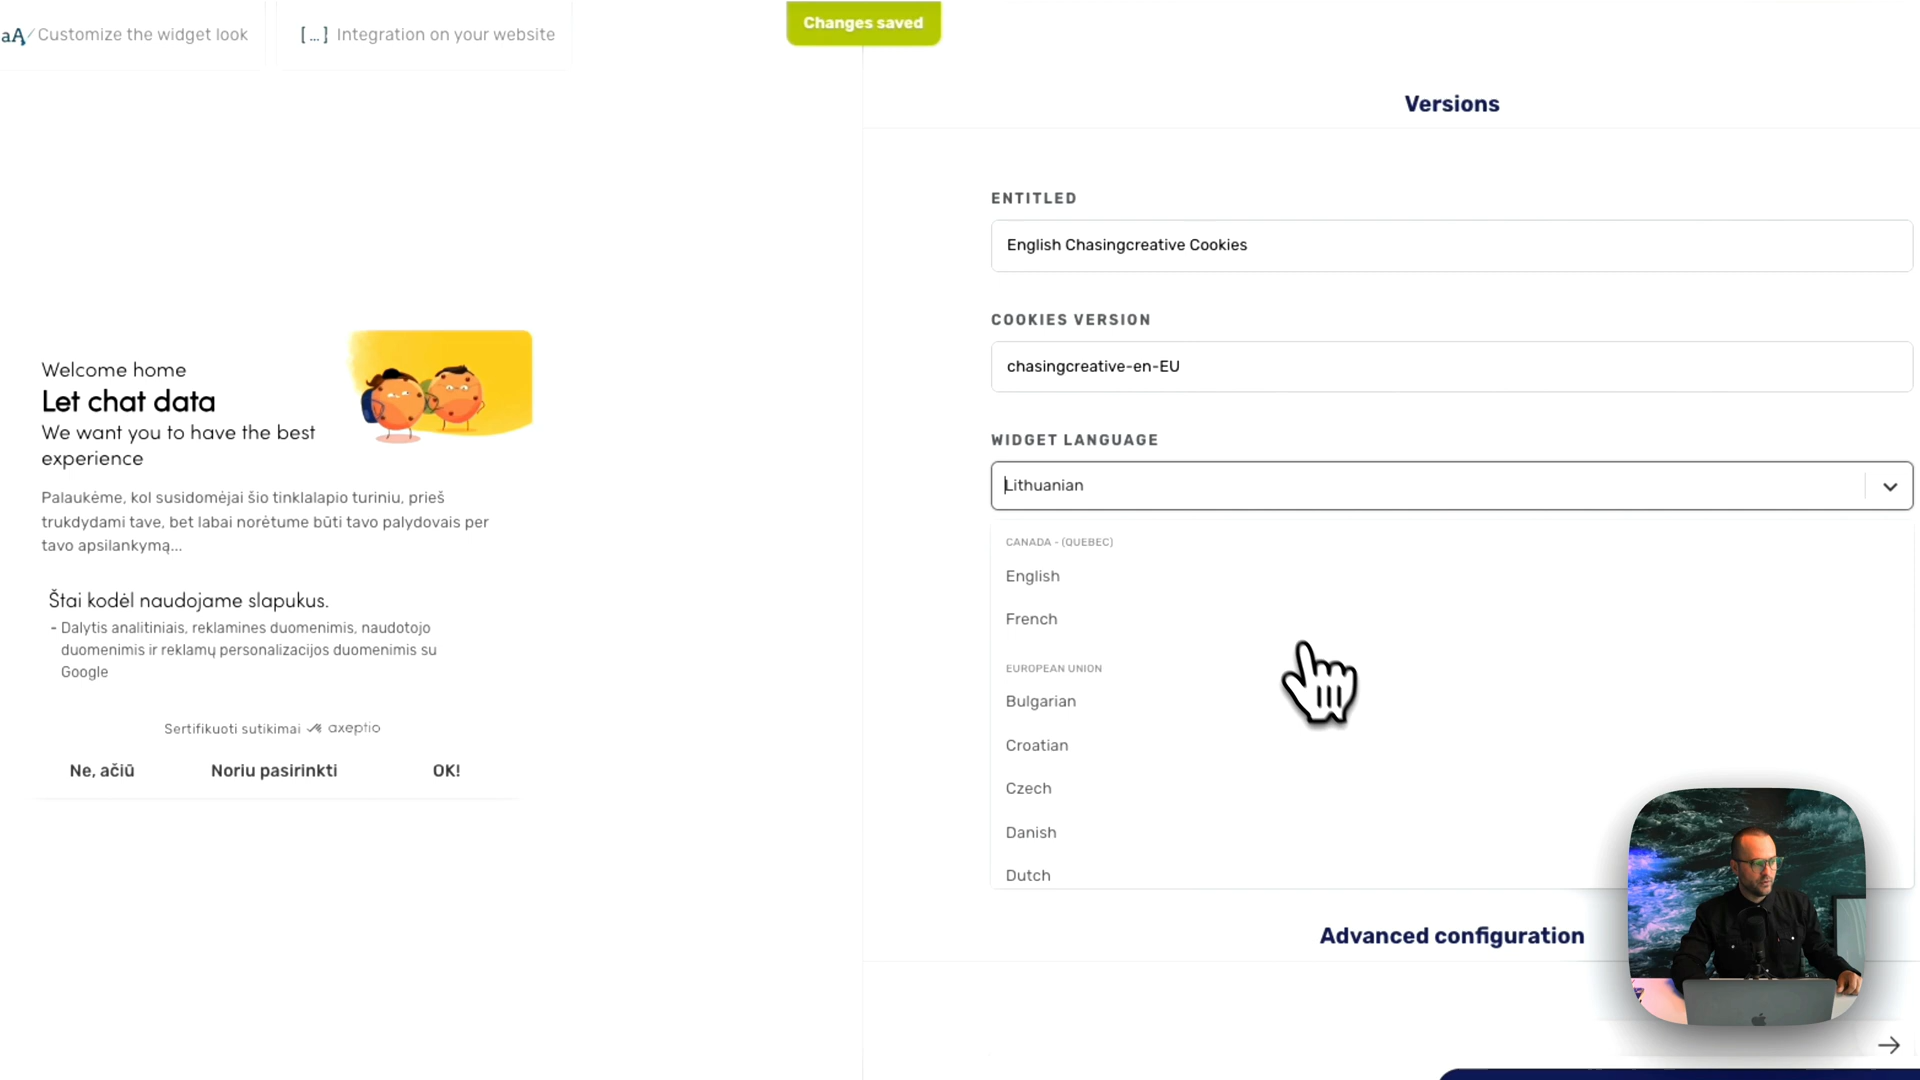 aA Customize the widget look
[...] Integration on your website
Changes saved
Versions
ENTITLED
English Chasingcreative Cookies
COOKIES VERSION
chasingcreative-en-EU
WIDGET LANGUAGE
Lithuanian
CANADA - (QUEBEC)
English
French
EUROPEAN UNION
Bulgarian
Croatian
Czech
Danish
Dutch
Advanced configuration
Welcome home
Let chat data
We want you to have the best
experience
Palaukėme, kol susidomėjai šio tinklalapio turiniu, prieš
trukdydami tave, bet labai norėtume būti tavo palydovais per
tavo apsilankymą...
Štai kodėl naudojame slapukus.
- Dalytis analitiniais, reklamines duomenimis, naudotojo
duomenimis ir reklamų personalizacijos duomenimis su
Google
Sertifikuoti sutikimai axeptio
Ne, ačiū Noriu pasirinkti OK!